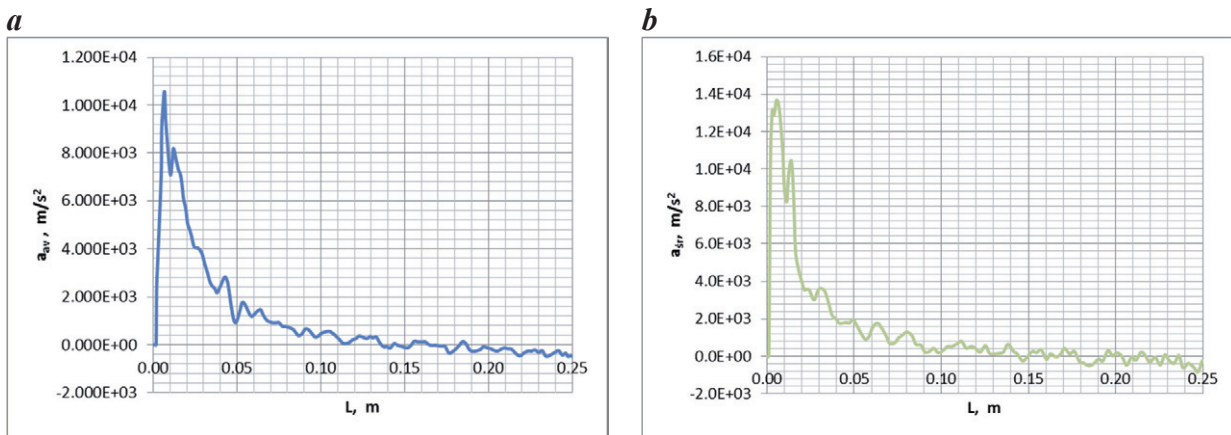 a
1.200E+04
1.000E+04
8.000E+03
6.000E+03
4.000E+03
2.000E+03
0.000E+00
-2.000E+03
a_av, m/s²
0.00 0.05 0.10 0.15 0.20 0.25
L, m
b
1.6E+04
1.4E+04
1.2E+04
1.0E+04
8.0E+03
6.0E+03
4.0E+03
2.0E+03
0.0E+00
-2.0E+03
a_śr, m/s²
0.00 0.05 0.10 0.15 0.20 0.25
L, m